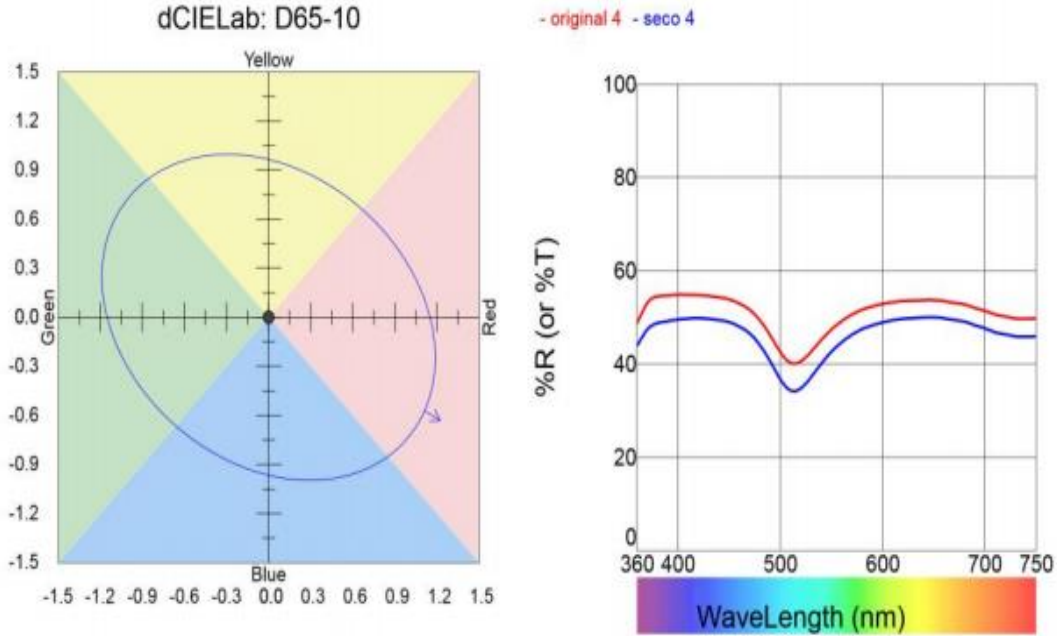 dCIELab: D65-10
Yellow
1.5
1.2
0.9
0.6
0.3
0.0
-0.3
-0.6
-0.9
-1.2
-1.5
Green
Red
Blue
-1.5 -1.2 -0.9 -0.6 -0.3 0.0 0.3 0.6 0.9 1.2 1.5
- original 4 - seco 4
100
80
60
40
20
0
%R (or %T)
360 400 500 600 700 750
WaveLength (nm)